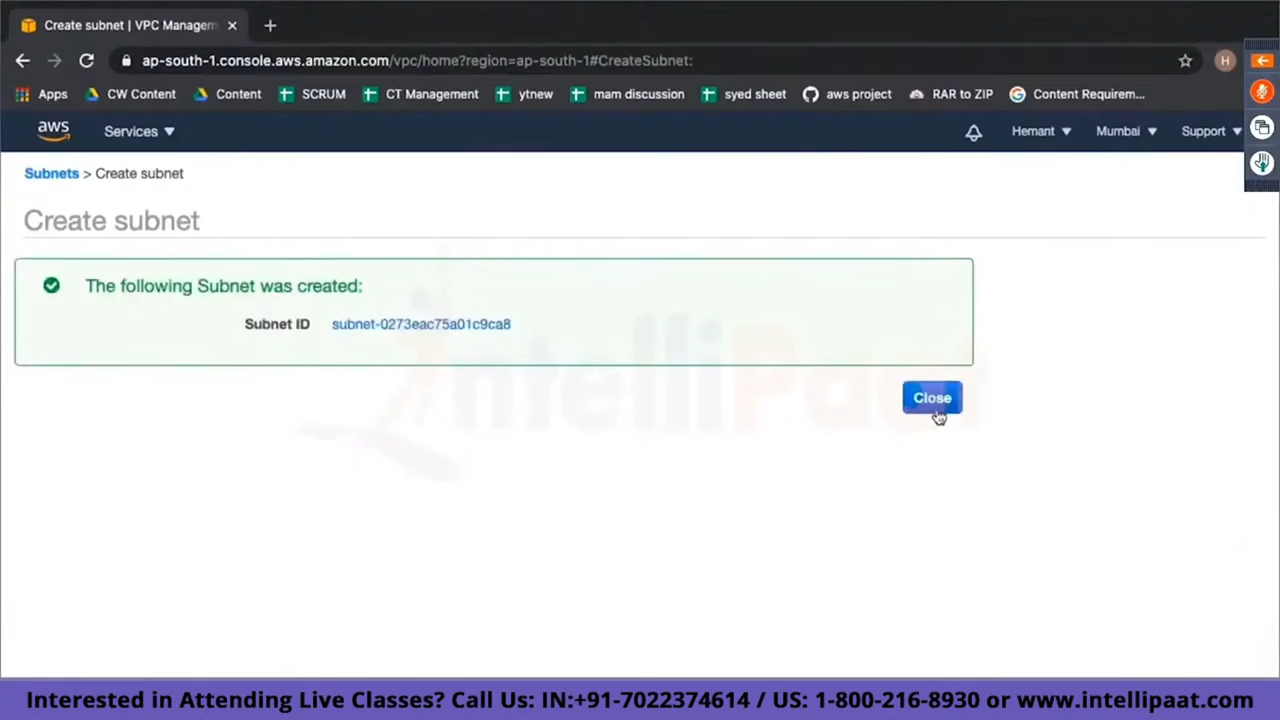 Create subnet | VPC Managem
ap-south-1.console.aws.amazon.com/vpc/home?region=ap-south-1#CreateSubnet:
H
Apps CW Content Content SCRUM CT Management ytnew mam discussion syed sheet aws project RAR to ZIP Content Requirem...
aws Services Hemant Mumbai Support
Subnets > Create subnet
Create subnet
The following Subnet was created:
Subnet ID subnet-0273eac75a01c9ca8
IntelliPaat
Close
Interested in Attending Live Classes? Call Us: IN:+91-7022374614 / US: 1-800-216-8930 or www.intellipaat.com